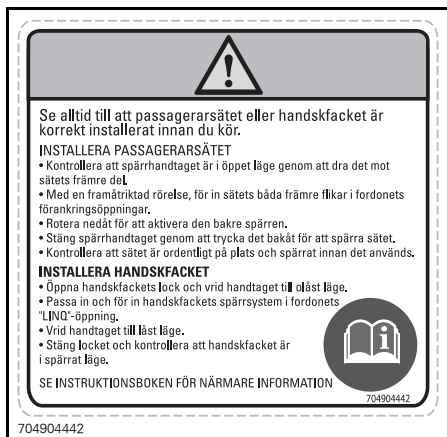 Se alltid till att passagerarsätet eller handskfacket är
korrekt installerat innan du kör.
INSTALLERA PASSAGERARSÄTET
• Kontrollera att spärrhandtaget är i öppet läge genom att dra det mot
sätets främre del.
• Med en framåtriktad rörelse, för in sätets båda främre flikar i fordonets
förankringsöppningar.
• Rotera nedåt för att aktivera den bakre spärren.
• Stäng spärrhandtaget genom att trycka det bakåt för att spärra sätet.
• Kontrollera att sätet är ordentligt på plats och spärrat innan det används.
INSTALLERA HANDSKFACKET
• Öppna handskfackets lock och vrid handtaget till olåst läge.
• Passa in och för in handskfackets spärrsystem i fordonets
"LINQ"-öppning.
• Vrid handtaget till låst läge.
• Stäng locket och kontrollera att handskfacket är
i spärrat läge.
SE INSTRUKTIONSBOKEN FÖR NÄRMARE INFORMATION
704904442
704904442